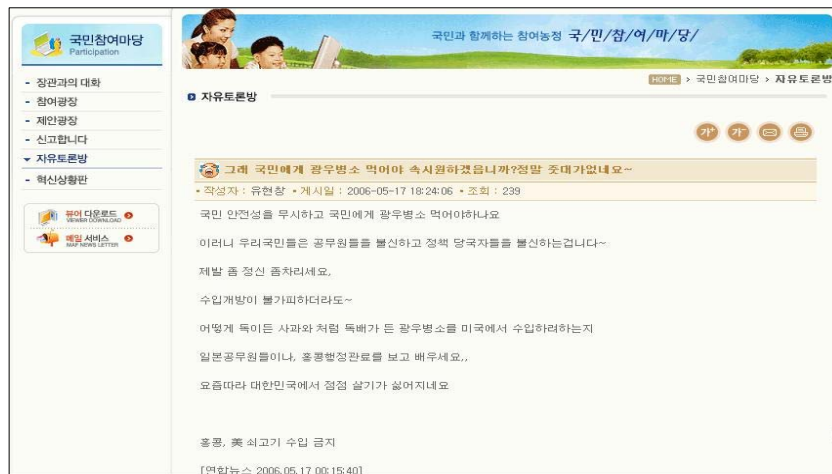 국민참여마당
Participation
국민과 함께하는 참여농정 국/민/참/여/마/당/
HOME > 국민참여마당 > 자유토론방
- 장관과의 대화
- 참여광장
- 제안광장
- 신고합니다
자유토론방
- 혁신상황판
뷰어 다운로드
VIEWER DOWNLOAD
메일 서비스
MAF NEWS LETTER
자유토론방
가+ 가-
그래 국민에게 광우병소 먹어야 속시원하겠읍니까?정말 줏대가없네요~
• 작성자 : 유현창 • 게시일 : 2006-05-17 18:24:06 • 조회 : 239
국민 안전성을 무시하고 국민에게 광우병소 먹어야하나요
이러니 우리국민들은 공무원들을 불신하고 정책 당국자들을 불신하는겁니다~
제발 좀 정신 좀차리세요,
수입개방이 불가피하더라도~
어떻게 독이든 사과와 처럼 독배가 든 광우병소를 미국에서 수입하려하는지
일본공무원들이나, 홍콩행정관료를 보고 배우세요,,
요즘따라 대한민국에서 점점 살기가 싫어지네요
홍콩, 美 쇠고기 수입 금지
[연합뉴스 2006.05.17 00:15:40]